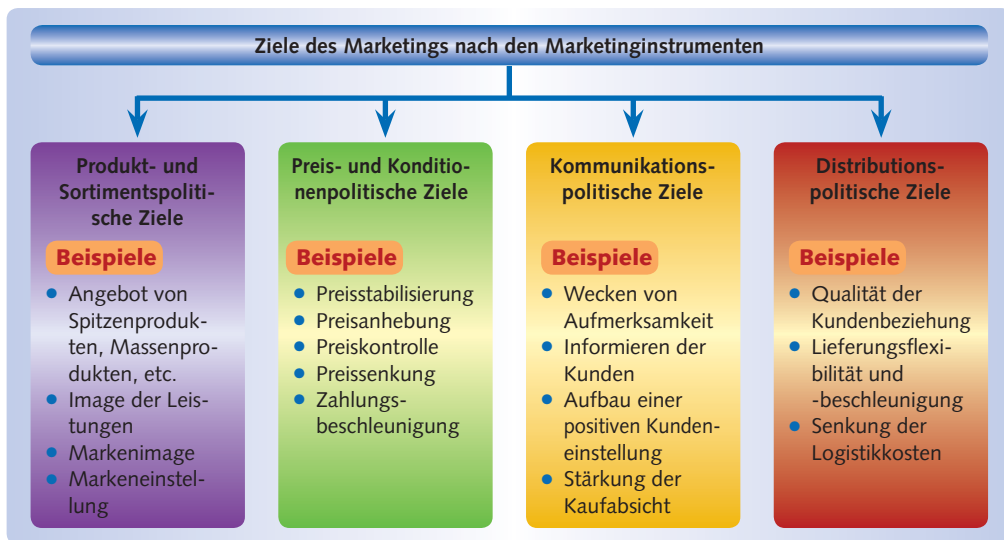 Ziele des Marketings nach den Marketinginstrumenten
Produkt- und
Sortimentspoliti-
sche Ziele
Beispiele
Angebot von
Spitzenproduk-
ten, Massenpro-
dukten, etc.
Image der Leis-
tungen
Markenimage
Markeneinstel-
lung
Preis- und Konditio-
nenpolitische Ziele
Beispiele
Preisstabilisierung
Preisanhebung
Preiskontrolle
Preissenkung
Zahlungs-
beschleunigung
Kommunikations-
politische Ziele
Beispiele
Wecken von
Aufmerksamkeit
Informieren der
Kunden
Aufbau einer
positiven Kunden-
einstellung
Stärkung der
Kaufabsicht
Distributions-
politische Ziele
Beispiele
Qualität der
Kundenbeziehung
Lieferungsflexi-
bilität und
-beschleunigung
Senkung der
Logistikkosten